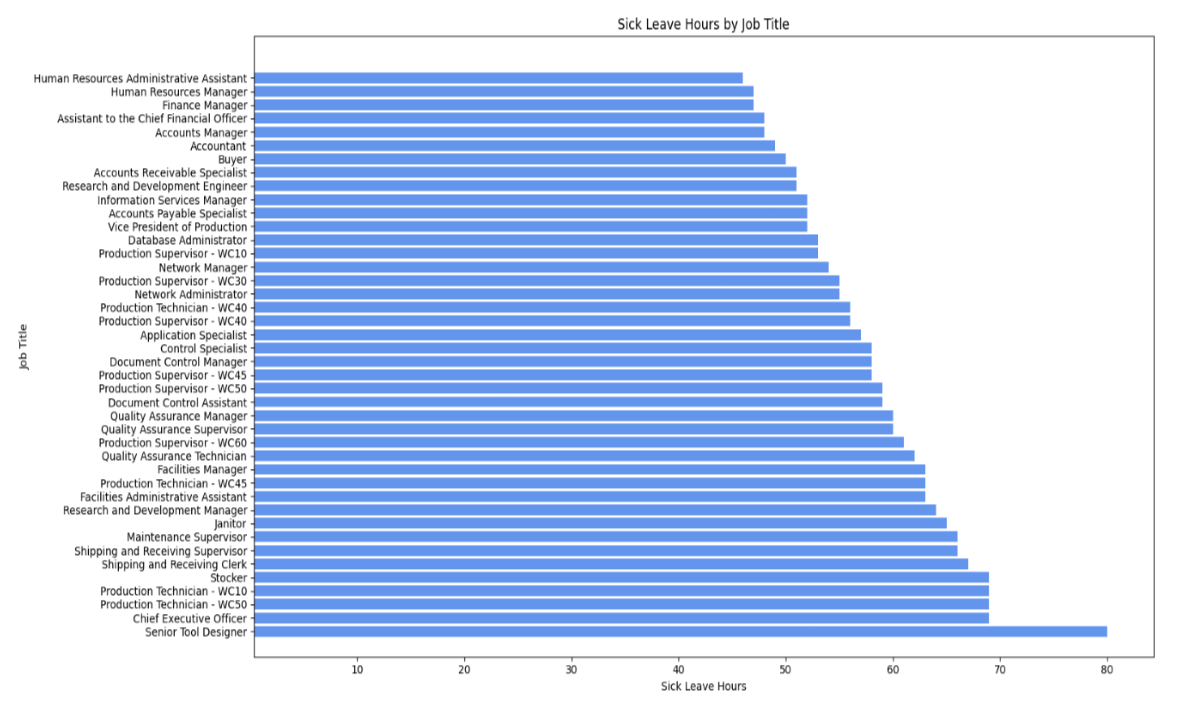 Sick Leave Hours by Job Title
Human Resources Administrative Assistant
Human Resources Manager
Finance Manager
Assistant to the Chief Financial Officer
Accounts Manager
Accountant
Buyer
Accounts Receivable Specialist
Research and Development Engineer
Information Services Manager
Accounts Payable Specialist
Vice President of Production
Database Administrator
Production Supervisor - WC10
Network Manager
Production Supervisor - WC30
Network Administrator
Production Technician - WC40
Production Supervisor - WC40
Application Specialist
Control Specialist
Document Control Manager
Production Supervisor - WC45
Production Supervisor - WC50
Document Control Assistant
Quality Assurance Manager
Quality Assurance Supervisor
Production Supervisor - WC60
Quality Assurance Technician
Facilities Manager
Production Technician - WC45
Facilities Administrative Assistant
Research and Development Manager
Janitor
Maintenance Supervisor
Shipping and Receiving Supervisor
Shipping and Receiving Clerk
Stocker
Production Technician - WC10
Production Technician - WC50
Chief Executive Officer
Senior Tool Designer
Job Title
10 20 30 40 50 60 70 80
Sick Leave Hours